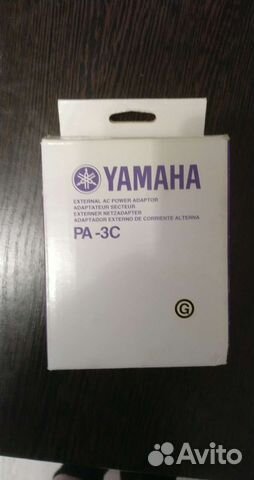 YAMAHA
EXTERNAL AC POWER ADAPTOR
ADAPTATEUR SECTEUR
EXTERNER NETZADAPTER
ADAPTADOR EXTERNO DE CORRIENTE ALTERNA
PA-3C
G
Avito